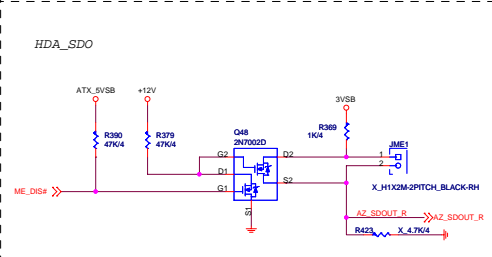 HDA_SDO
ATX_5VSB
+12V
3VSB
R390
47K/4
R379
47K/4
Q48
2N7002D
R369
1K/4
JME1
G2
D2
1
D1
2
S2
ME_DIS#
G1
X_H1X2M-2PITCH_BLACK-RH
S1
AZ_SDOUT_R
AZ_SDOUT_R
R423
X_4.7K/4